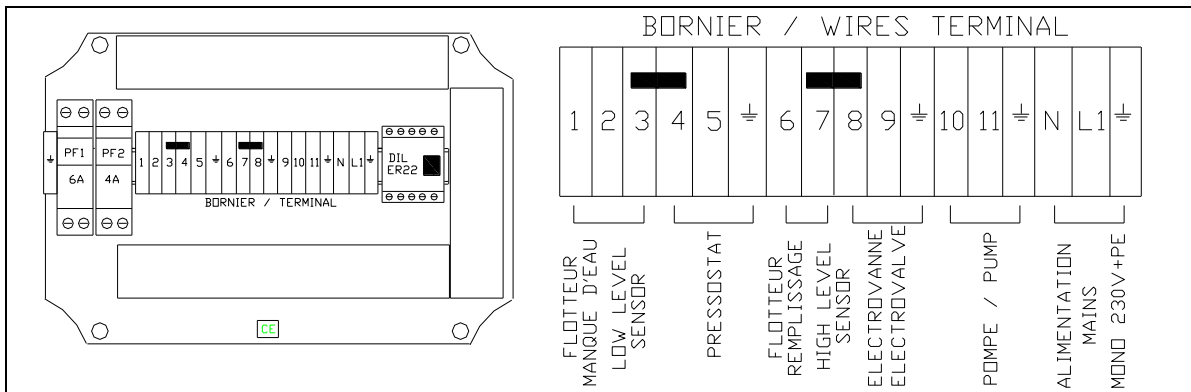 BORNIER / WIRES TERMINAL
PF1 PF2
6A 4A
1 2 3 4 5 6 7 8 9 10 11 N L1
BORNIER / TERMINAL
DIL
ER22
CE
1 2 3 4 5 6 7 8 9 10 11 N L1
FLOTTEUR
MANQUE D'EAU
LOW LEVEL
SENSOR
PRESSOSTAT
FLOTTEUR
REMPLISSAGE
HIGH LEVEL
SENSOR
ELECTROVANNE
ELECTROVALVE
POMPE / PUMP
ALIMENTATION
MAINS
MONO 230V+PE